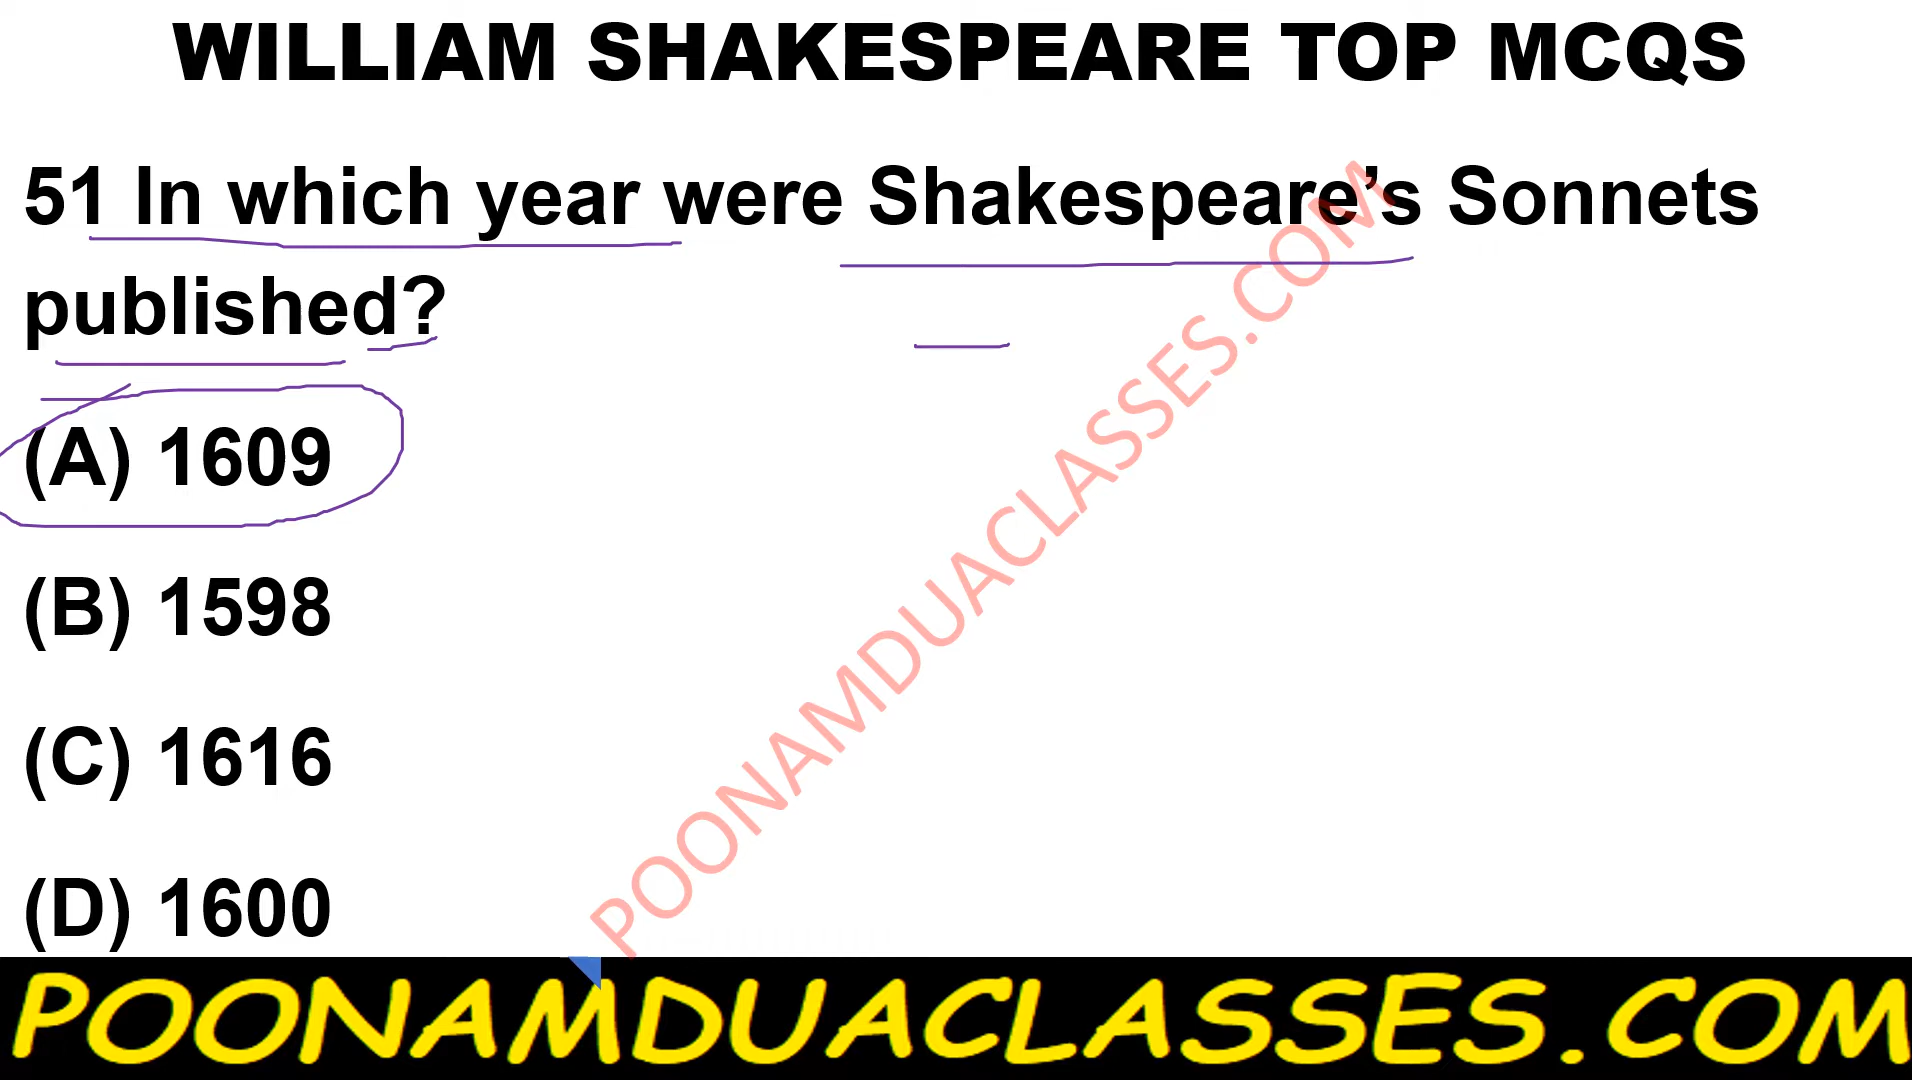 WILLIAM SHAKESPEARE TOP MCQS
51 In which year were Shakespeare’s Sonnets
published?
(A) 1609
(B) 1598
(C) 1616
(D) 1600
POONAMDUACLASSES.COM
POONAMDUACLASSES.COM